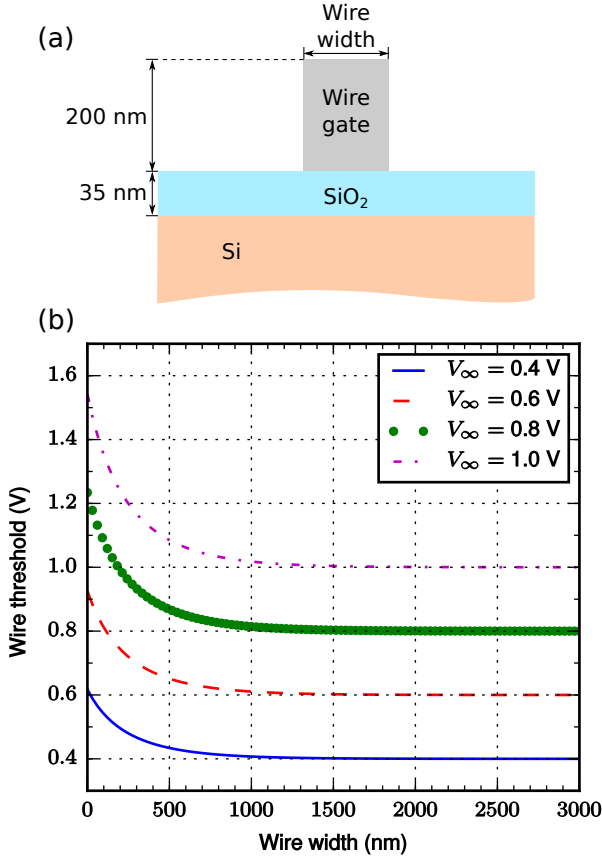 (a)
Wire
width
200 nm
Wire
gate
35 nm
SiO₂
Si
(b)
V∞ = 0.4 V
V∞ = 0.6 V
V∞ = 0.8 V
V∞ = 1.0 V
1.6
1.4
1.2
1.0
0.8
0.6
0.4
Wire threshold (V)
0 500 1000 1500 2000 2500 3000
Wire width (nm)